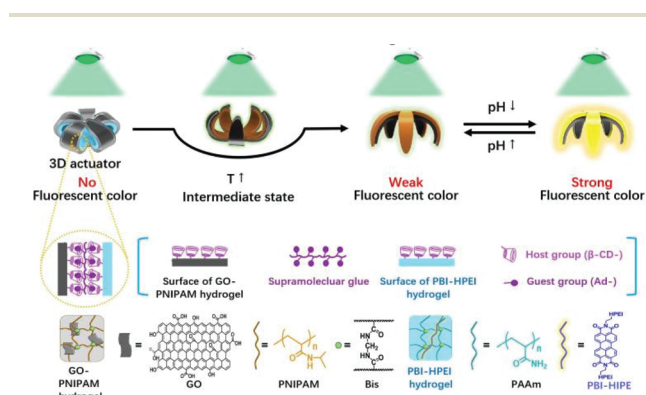 pH ↓
pH ↑
3D actuator
No
Fluorescent color
T ↑
Intermediate state
Weak
Fluorescent color
Strong
Fluorescent color
Surface of GO-
PNIPAM hydrogel
Supramolecluar glue
Surface of PBI-HPEI
hydrogel
Host group (β-CD-)
Guest group (Ad-)
GO-
PNIPAM
hydrogel
=
GO
=
PNIPAM
=
Bis
PBI-HPEI
hydrogel
=
PAAm
=
PBI-HIPE